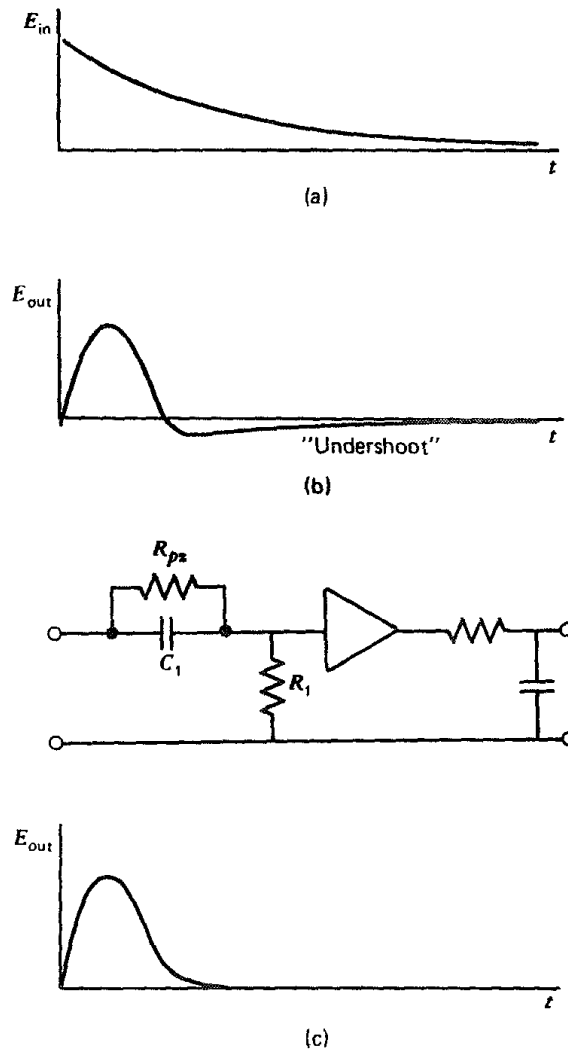 E_in
t
(a)
E_out
"Undershoot"
t
(b)
R_pz
C_1
R_1
E_out
t
(c)